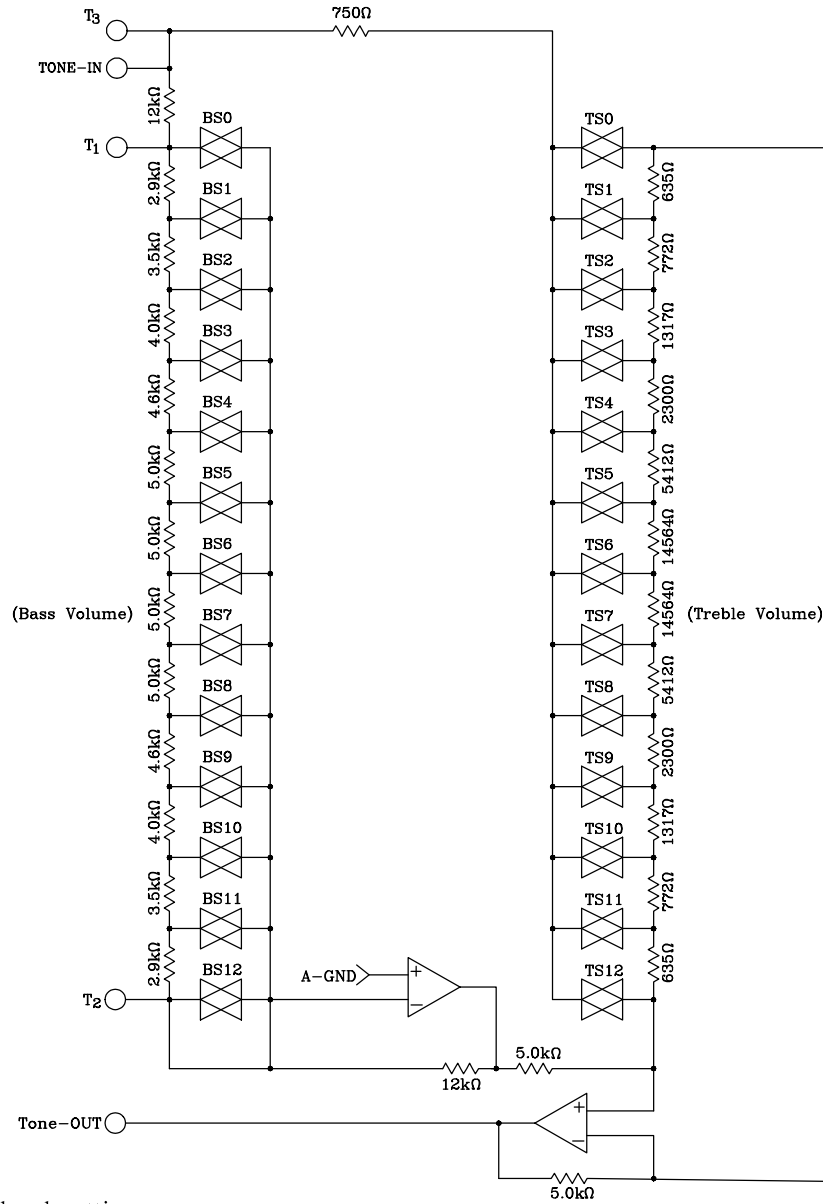 T3
750Ω
TONE-IN
12kΩ
T1
BS0
TS0
2.9kΩ
635Ω
BS1
TS1
3.5kΩ
772Ω
BS2
TS2
4.0kΩ
1317Ω
BS3
TS3
4.6kΩ
2300Ω
BS4
TS4
5.0kΩ
5412Ω
BS5
TS5
5.0kΩ
14564Ω
BS6
TS6
(Bass Volume)
5.0kΩ
14564Ω
(Treble Volume)
BS7
TS7
5.0kΩ
5412Ω
BS8
TS8
4.6kΩ
2300Ω
BS9
TS9
4.0kΩ
1317Ω
BS10
TS10
3.5kΩ
772Ω
BS11
TS11
2.9kΩ
635Ω
BS12
TS12
A-GND
+
−
T2
12kΩ
5.0kΩ
Tone-OUT
+
−
5.0kΩ